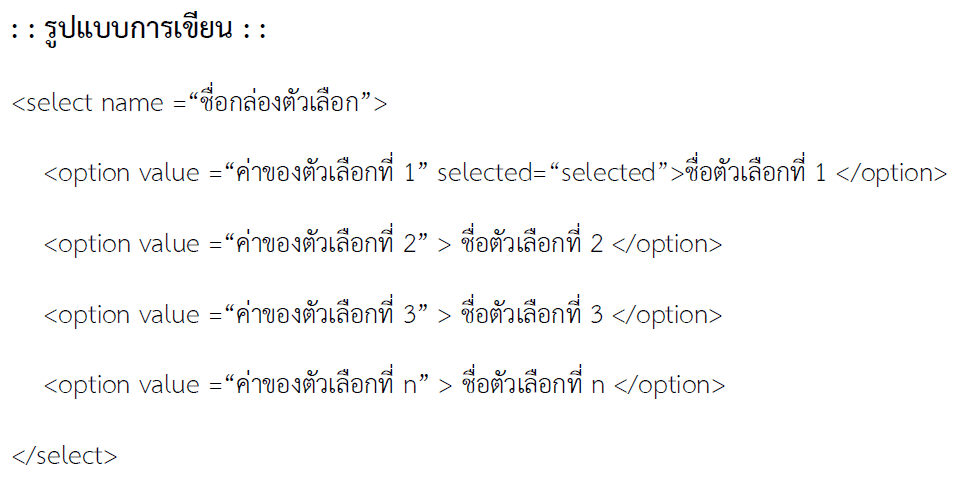 : : รูปแบบการเขียน : :
<select name =“ชื่อกล่องตัวเลือก”>
<option value =“ค่าของตัวเลือกที่ 1” selected=“selected”>ชื่อตัวเลือกที่ 1 </option>
<option value =“ค่าของตัวเลือกที่ 2” > ชื่อตัวเลือกที่ 2 </option>
<option value =“ค่าของตัวเลือกที่ 3” > ชื่อตัวเลือกที่ 3 </option>
<option value =“ค่าของตัวเลือกที่ n” > ชื่อตัวเลือกที่ n </option>
</select>